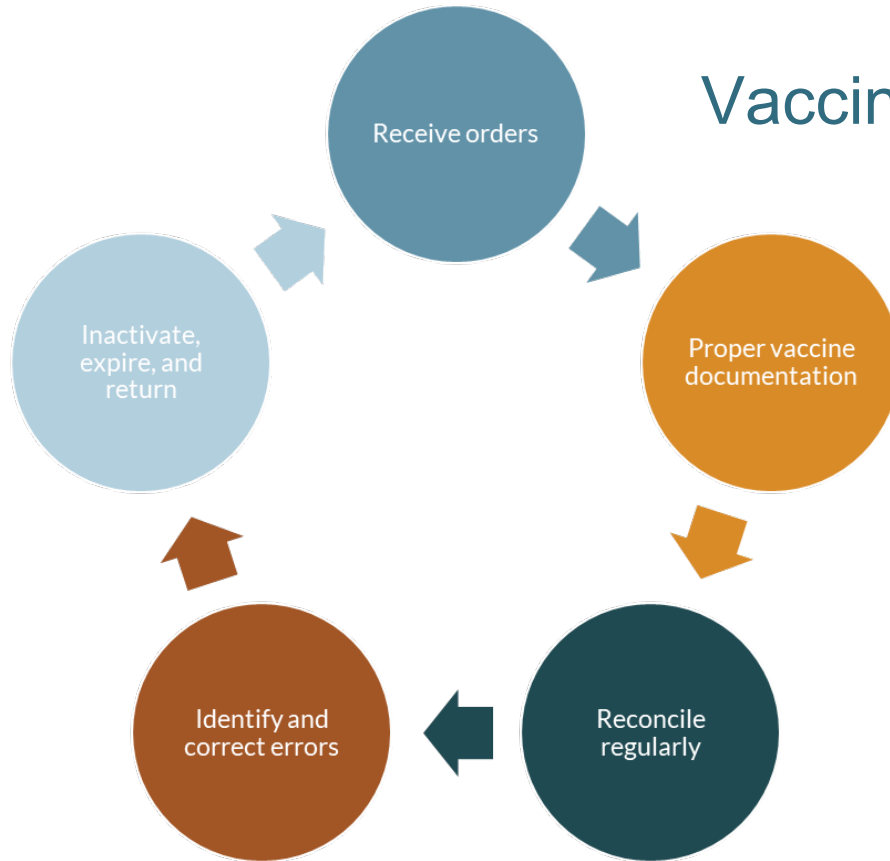 Vaccin
Receive orders
Proper vaccine
documentation
Reconcile
regularly
Identify and
correct errors
Inactivate,
expire, and
return